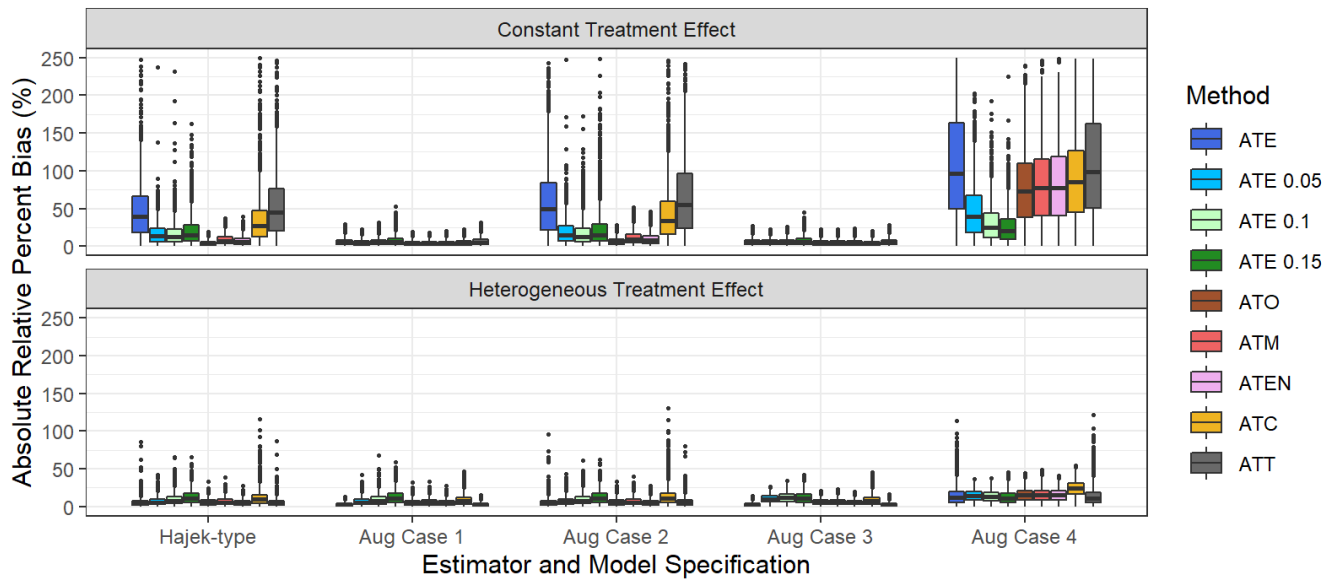 Constant Treatment Effect
250
200
150
100
50
0
Heterogeneous Treatment Effect
250
200
150
100
50
0
Absolute Relative Percent Bias (%)
Hajek-type
Aug Case 1
Aug Case 2
Aug Case 3
Aug Case 4
Estimator and Model Specification
Method
ATE
ATE 0.05
ATE 0.1
ATE 0.15
ATO
ATM
ATEN
ATC
ATT